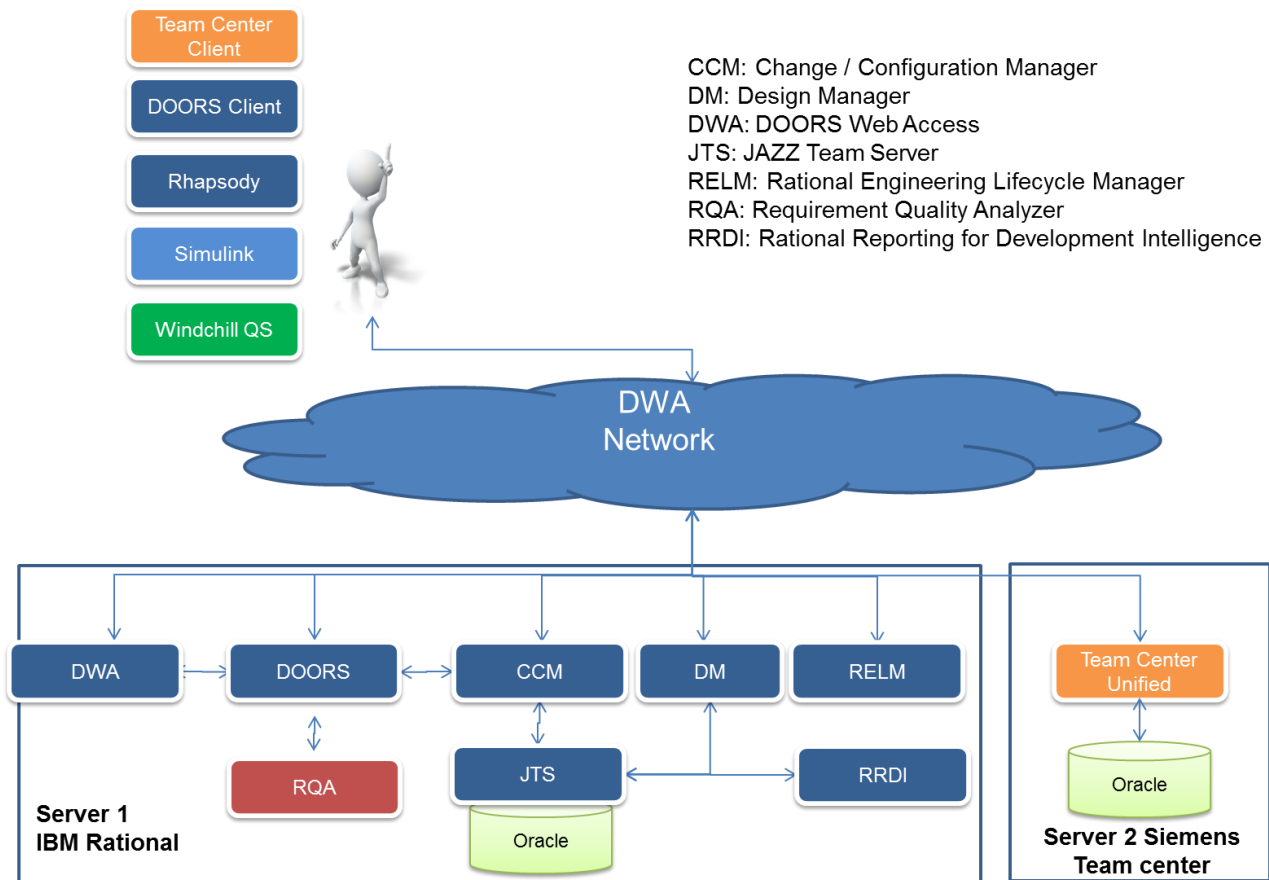 Team Center
Client
DOORS Client
Rhapsody
Simulink
Windchill QS
CCM: Change / Configuration Manager
DM: Design Manager
DWA: DOORS Web Access
JTS: JAZZ Team Server
RELM: Rational Engineering Lifecycle Manager
RQA: Requirement Quality Analyzer
RRDI: Rational Reporting for Development Intelligence
DWA
Network
DWA
DOORS
CCM
DM
RELM
Team Center
Unified
RQA
JTS
RRDI
Oracle
Oracle
Server 1
IBM Rational
Server 2 Siemens
Team center